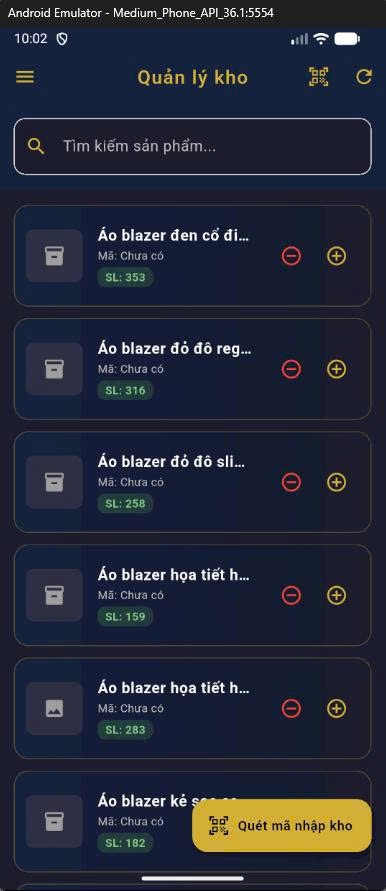 Android Emulator - Medium_Phone_API_36.1:5554
10:02
Quản lý kho
Tìm kiếm sản phẩm...
Áo blazer đen cổ đi...
Mã: Chưa có
SL: 353
Áo blazer đỏ đô reg...
Mã: Chưa có
SL: 316
Áo blazer đỏ đô sli...
Mã: Chưa có
SL: 258
Áo blazer họa tiết h...
Mã: Chưa có
SL: 159
Áo blazer họa tiết h...
Mã: Chưa có
SL: 283
Áo blazer kẻ
Mã: Chưa có
SL: 182
Quét mã nhập kho